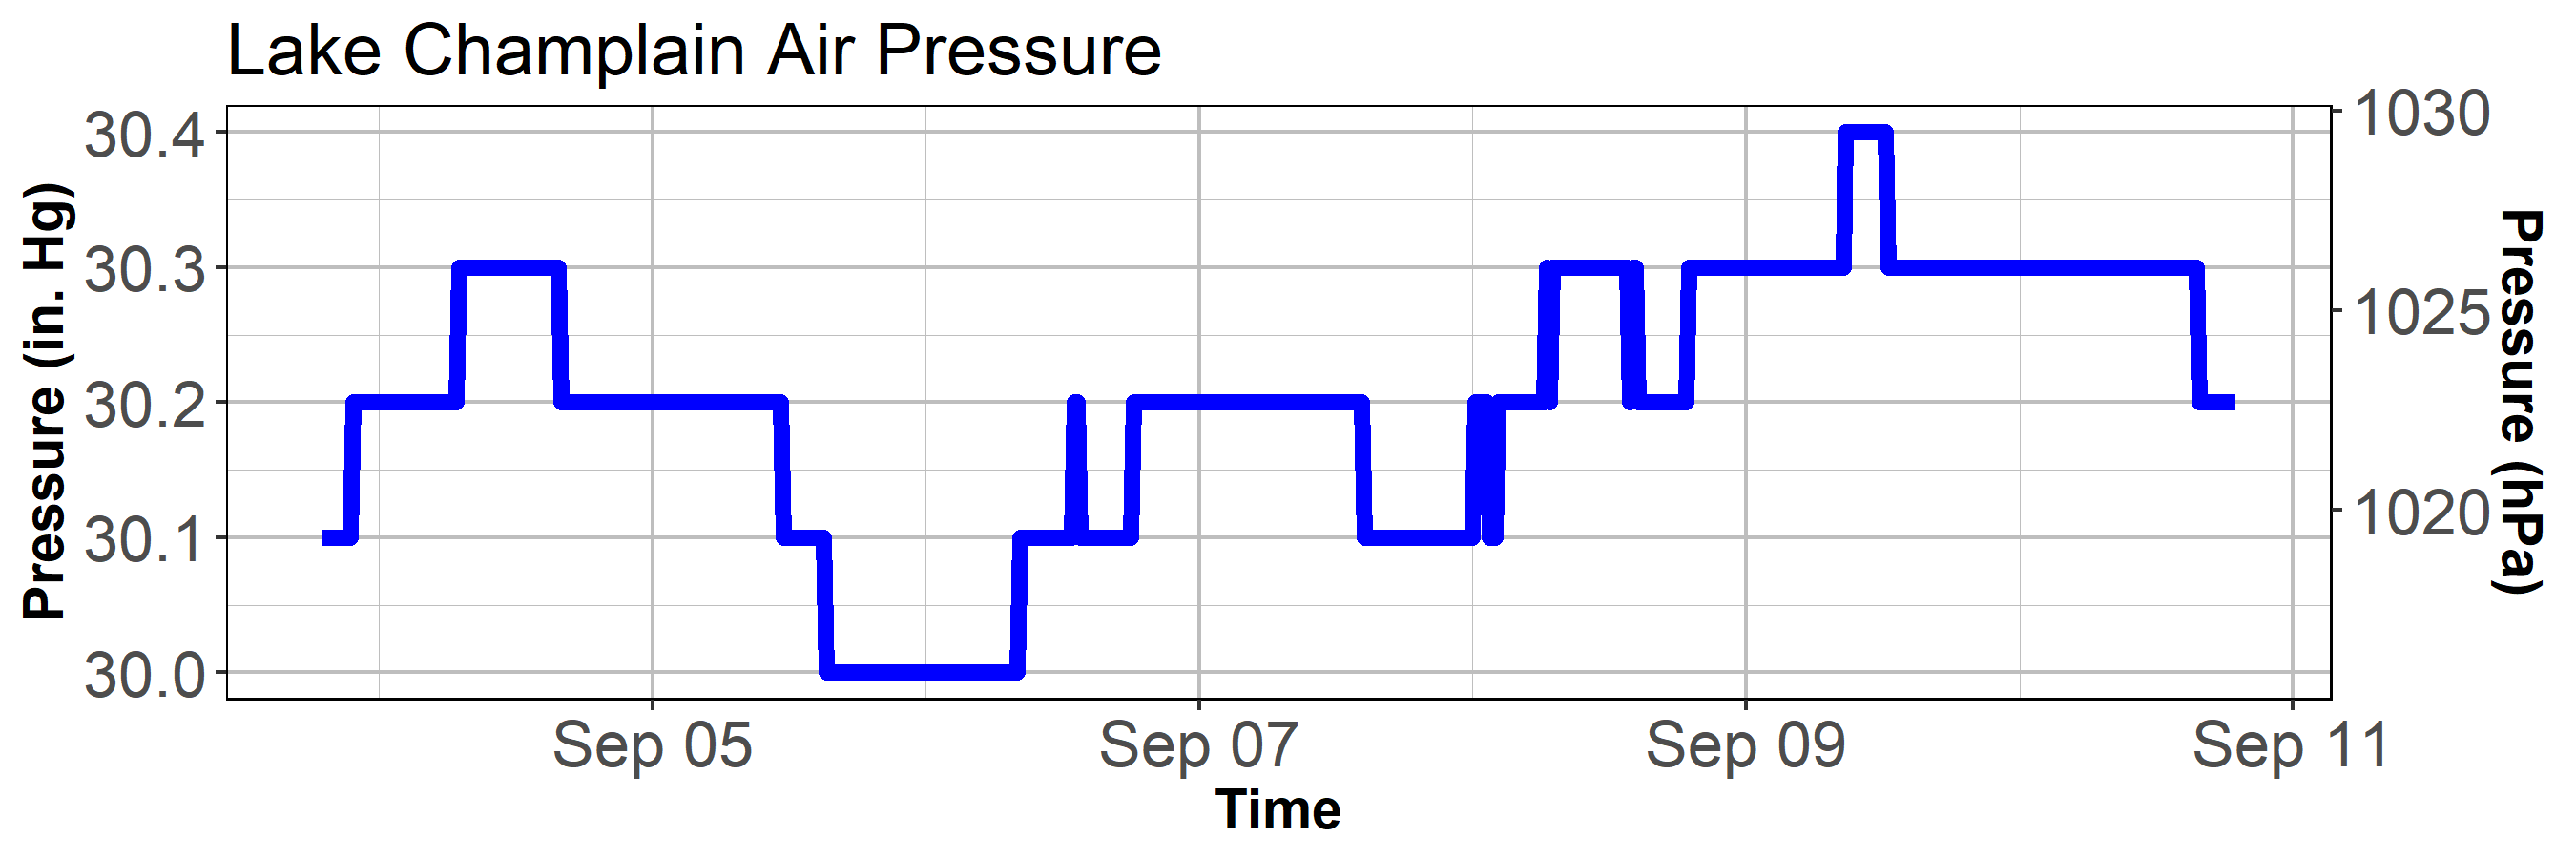 Lake Champlain Air Pressure
Pressure (in. Hg)
30.4
30.3
30.2
30.1
30.0
1030
1025
1020
Pressure (hPa)
Sep 05 Sep 07 Sep 09 Sep 11
Time